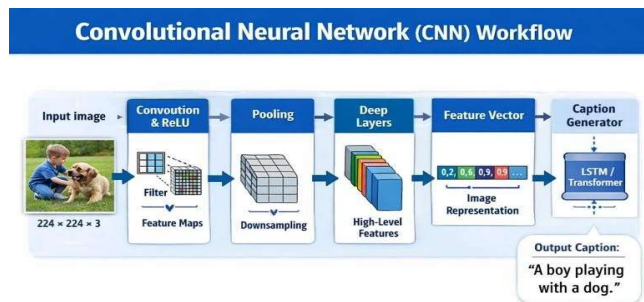 Convolutional Neural Network (CNN) Workflow
Input image
Convoution
& ReLU
Filter
Feature Maps
Pooling
Downsampling
Deep
Layers
High-Level
Features
Feature Vector
0,2, 0,6, 0,9, 0,9 ...
Image
Representation
Caption
Generator
LSTM /
Transformer
224 × 224 × 3
Output Caption:
"A boy playing
with a dog."